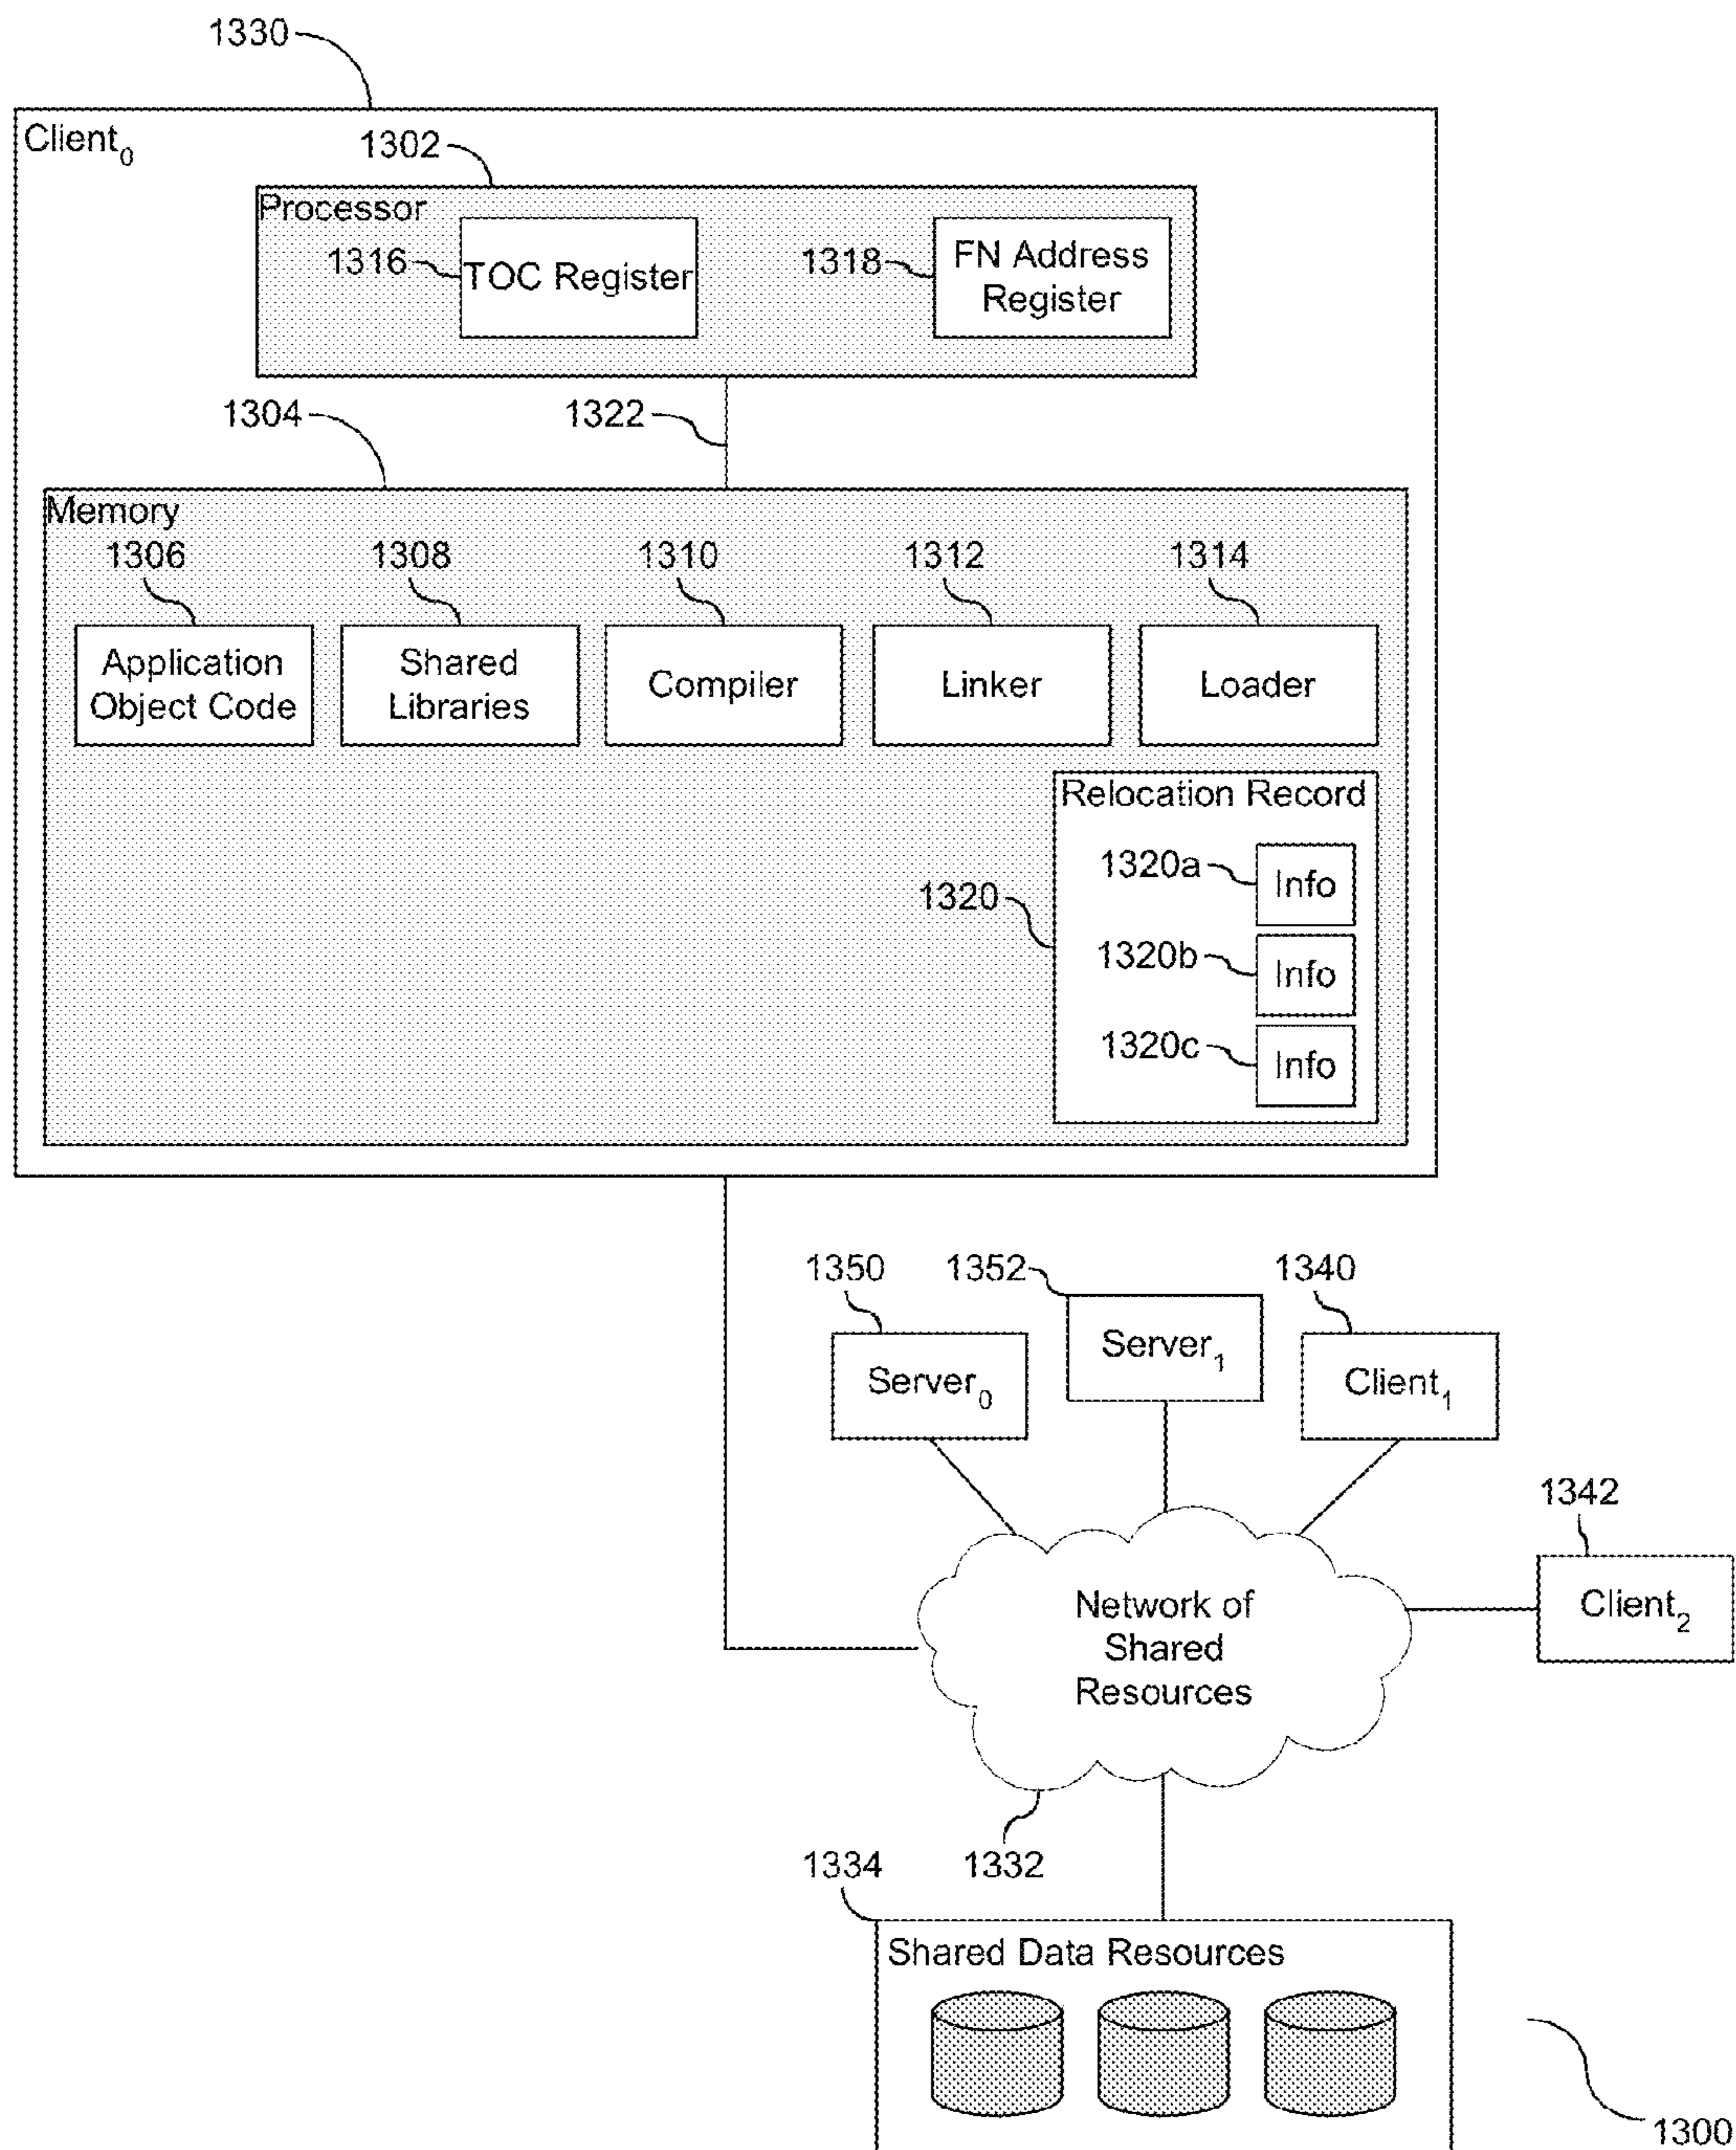 1330
Client₀
1302
Processor
1316
TOC Register
1318
FN Address
Register
1304
1322
Memory
1306
1308
1310
1312
1314
Application
Object Code
Shared
Libraries
Compiler
Linker
Loader
Relocation Record
1320
1320a
Info
1320b
Info
1320c
Info
1350
1352
1340
Server₀
Server₁
Client₁
1342
Client₂
Network of
Shared
Resources
1332
1334
Shared Data Resources
1300